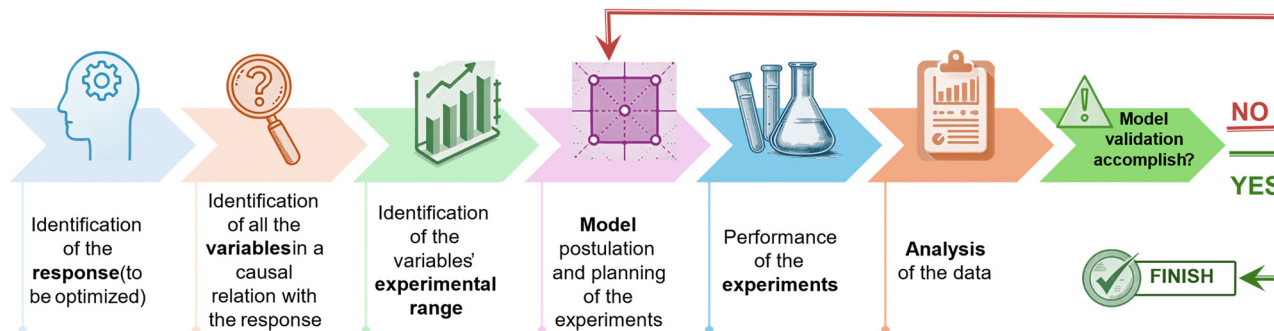 Identification
of the
response(to
be optimized)
Identification
of all the
variablesin a
causal
relation with
the response
Identification
of the
variables'
experimental
range
Model
postulation
and planning
of the
experiments
Performance
of the
experiments
Analysis
of the data
Model
validation
accomplish?
NO
YES
FINISH